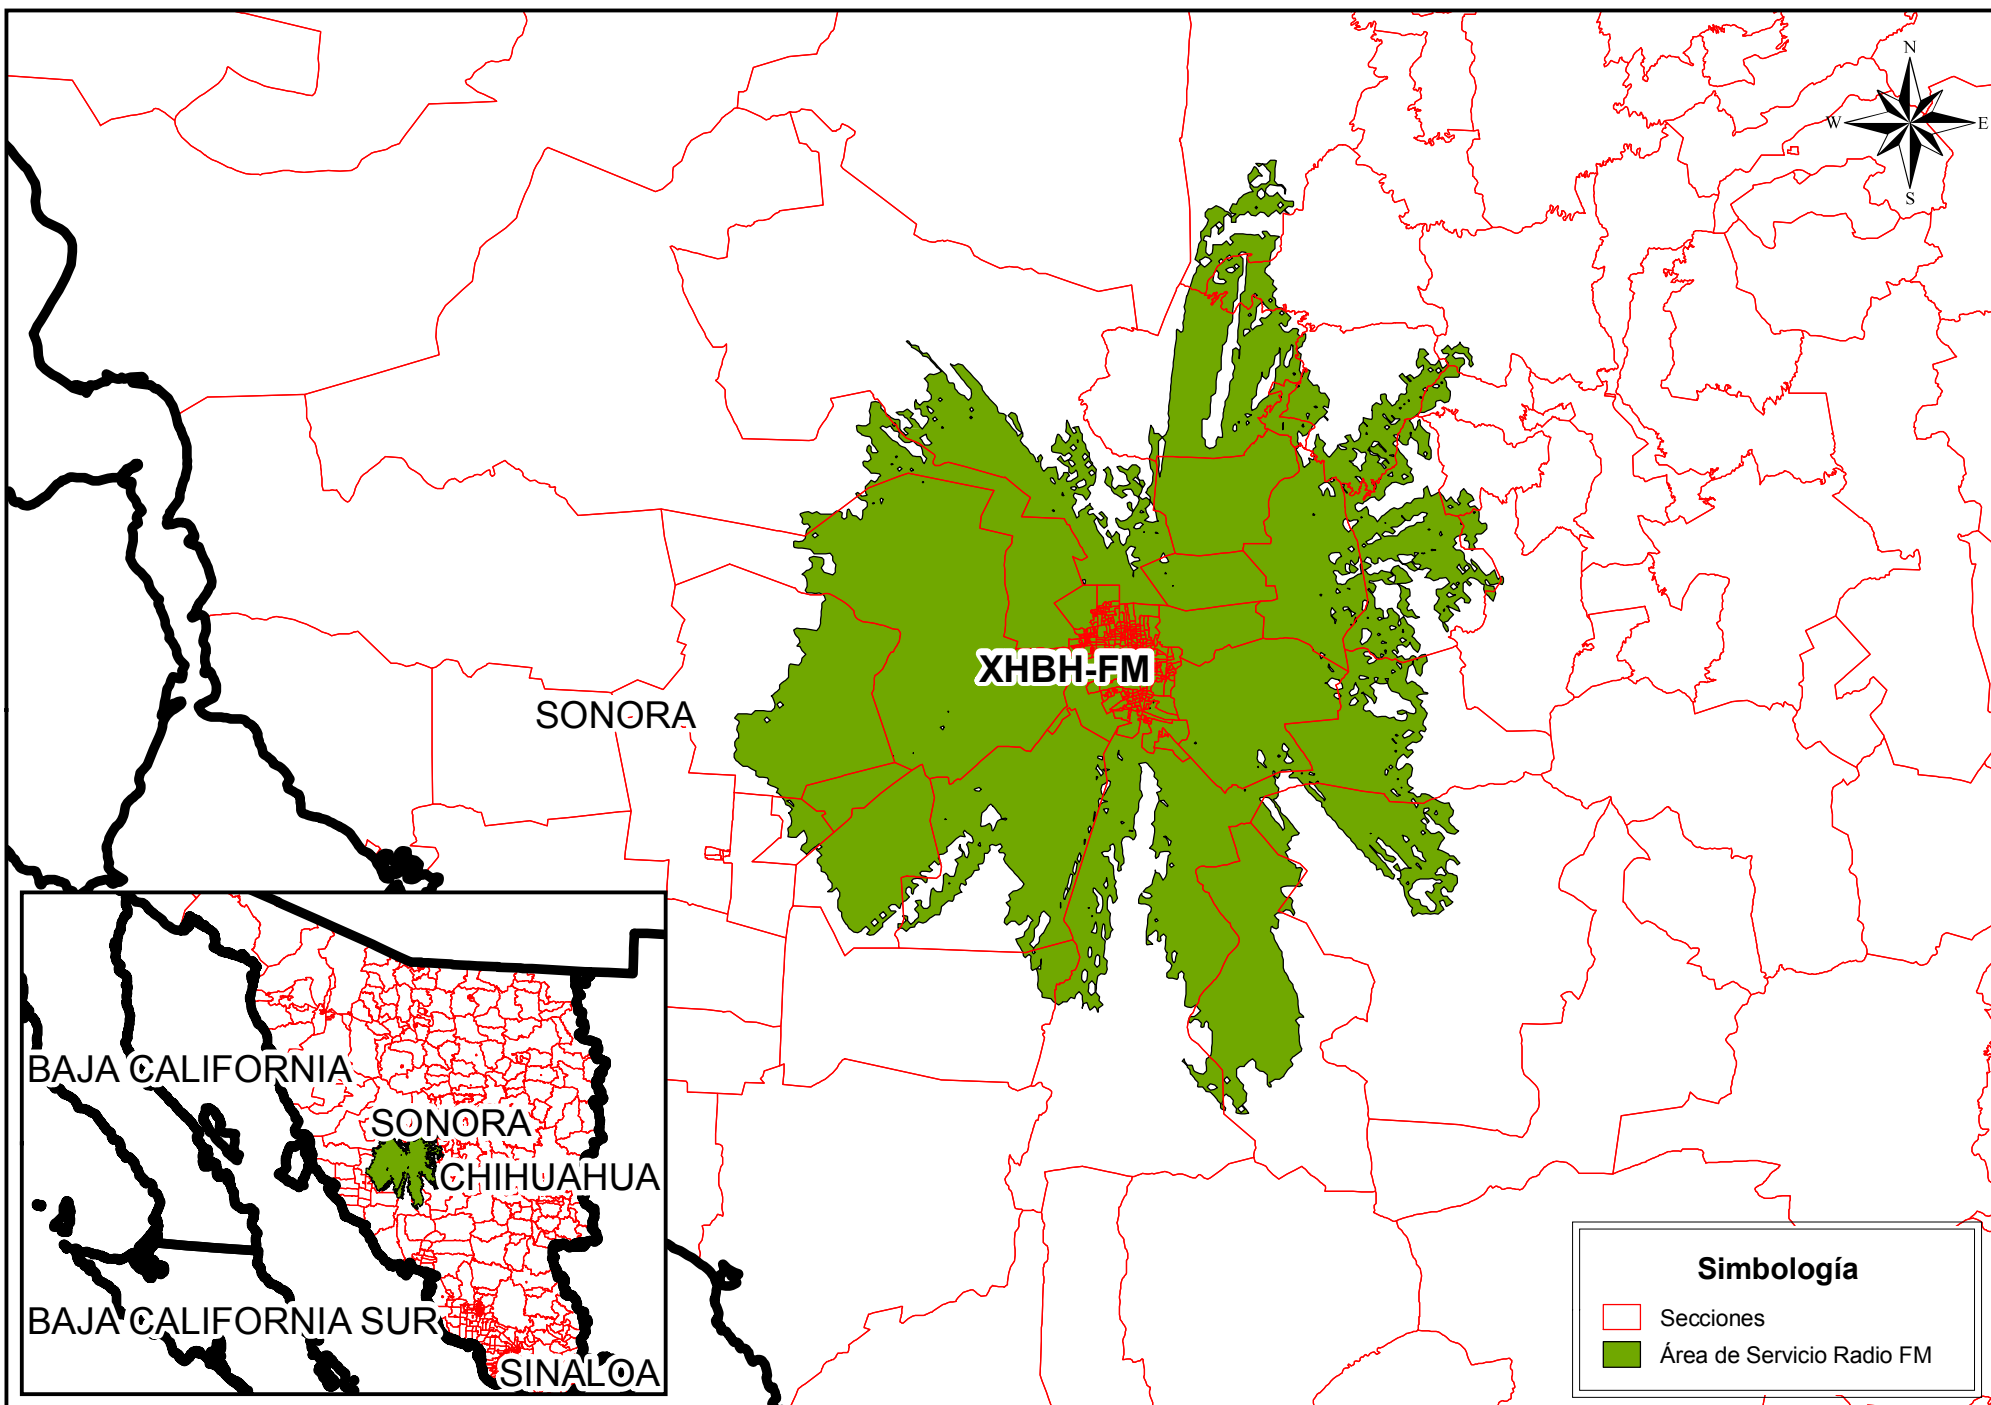 N
W
E
S
XHBH-FM
SONORA
BAJA CALIFORNIA
SONORA
CHIHUAHUA
BAJA CALIFORNIA SUR
SINALOA
Simbología
Secciones
Área de Servicio Radio FM